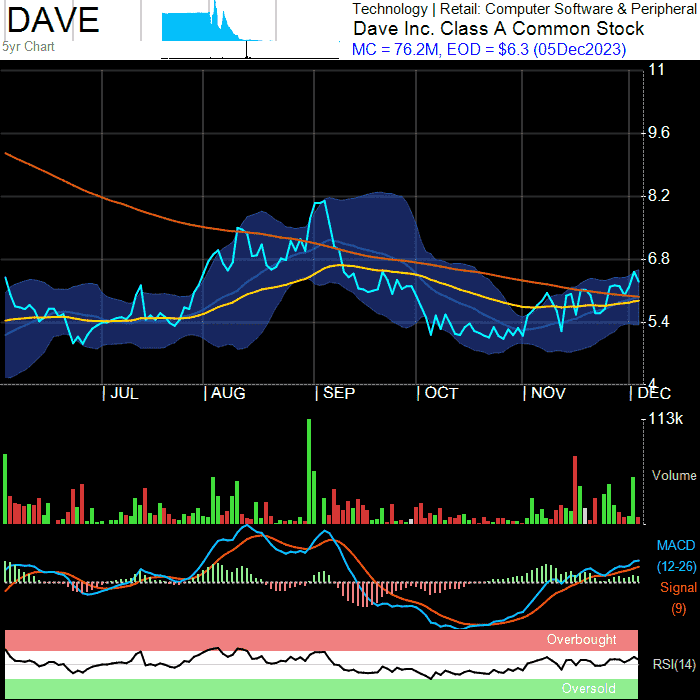 DAVE
5yr Chart
Technology | Retail: Computer Software & Peripheral
Dave Inc. Class A Common Stock
MC = 76.2M, EOD = $6.3 (05Dec2023)
11
9.6
8.2
6.8
5.4
4
| JUL | AUG | SEP | OCT | NOV | DEC
113k
Volume
MACD
(12-26)
Signal
(9)
Overbought
RSI(14)
Oversold